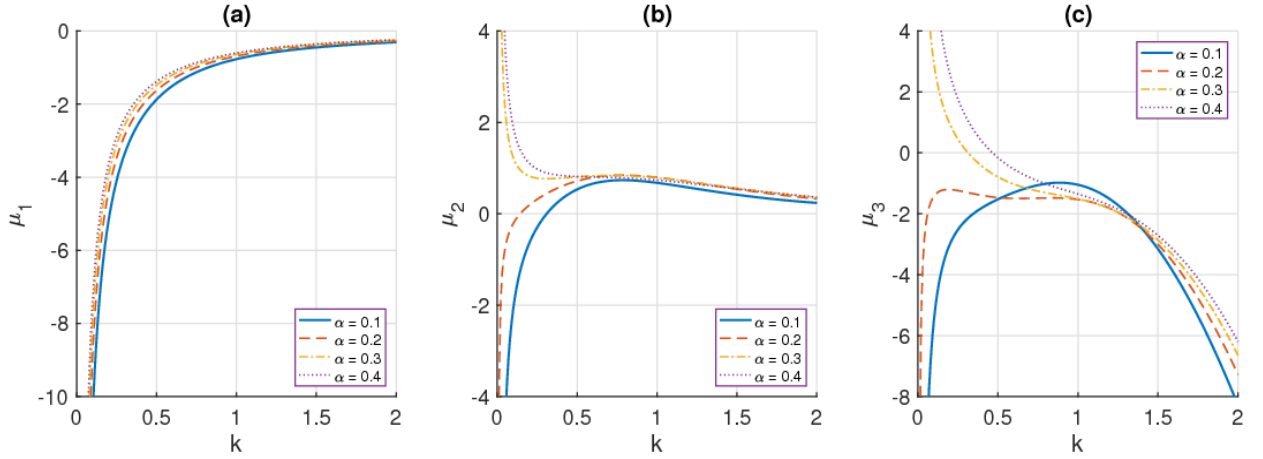 (a)
0
-2
-4
-6
-8
-10
μ1
0
0.5
1
1.5
2
k
α = 0.1
α = 0.2
α = 0.3
α = 0.4
(b)
4
2
0
-2
-4
μ2
0
0.5
1
1.5
2
k
α = 0.1
α = 0.2
α = 0.3
α = 0.4
(c)
4
2
0
-2
-4
-6
-8
μ3
0
0.5
1
1.5
2
k
α = 0.1
α = 0.2
α = 0.3
α = 0.4